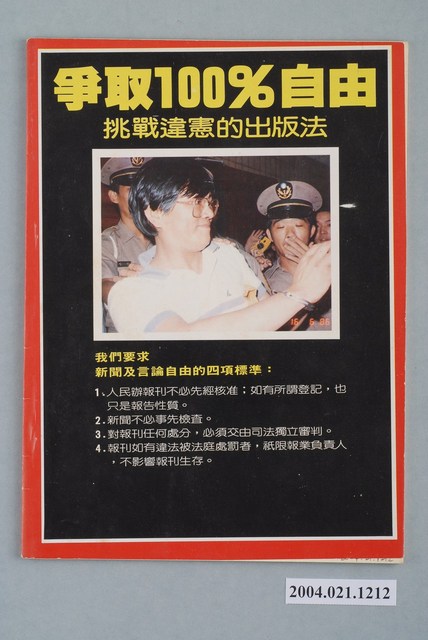 爭取100%自由
挑戰違憲的出版法
16 6 '86
我們要求
新聞及言論自由的四項標準：
1、人民辦報刊不必先經核准；如有所謂登記，也
只是報告性質。
2.新聞不必事先檢查。
3.對報刊任何處分，必須交由司法獨立審判。
4.報刊如有違法被法庭處罰者，祇限報業負責人
，不影響報刊生存。
2004.021.1212